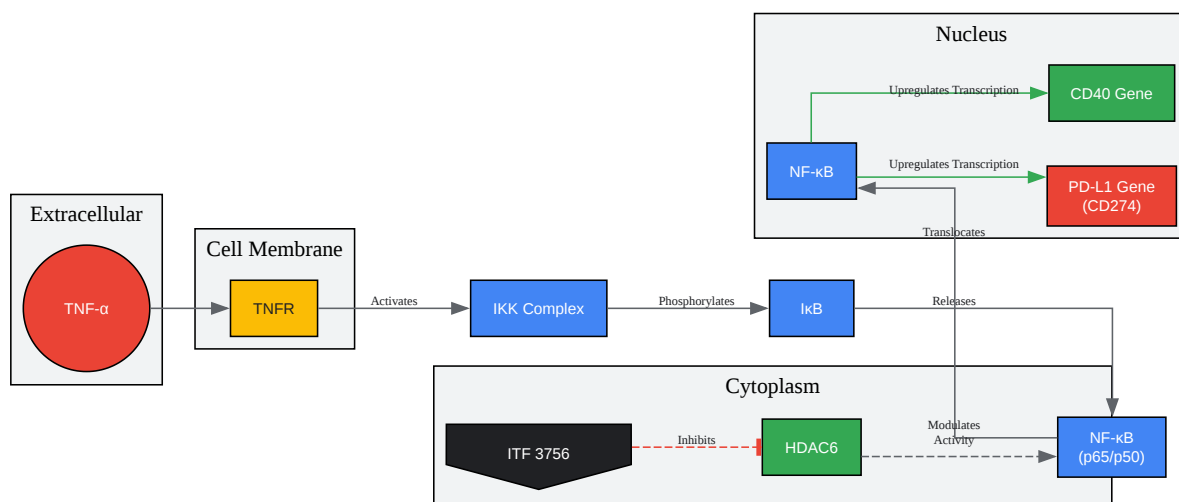 Nucleus
Upregulates Transcription
CD40 Gene
NF-κB
Upregulates Transcription
PD-L1 Gene
(CD274)
Translocates
Extracellular
TNF-α
Cell Membrane
TNFR
Activates
IKK Complex
Phosphorylates
IκB
Releases
Cytoplasm
ITF 3756
Inhibits
HDAC6
Modulates
Activity
NF-κB
(p65/p50)